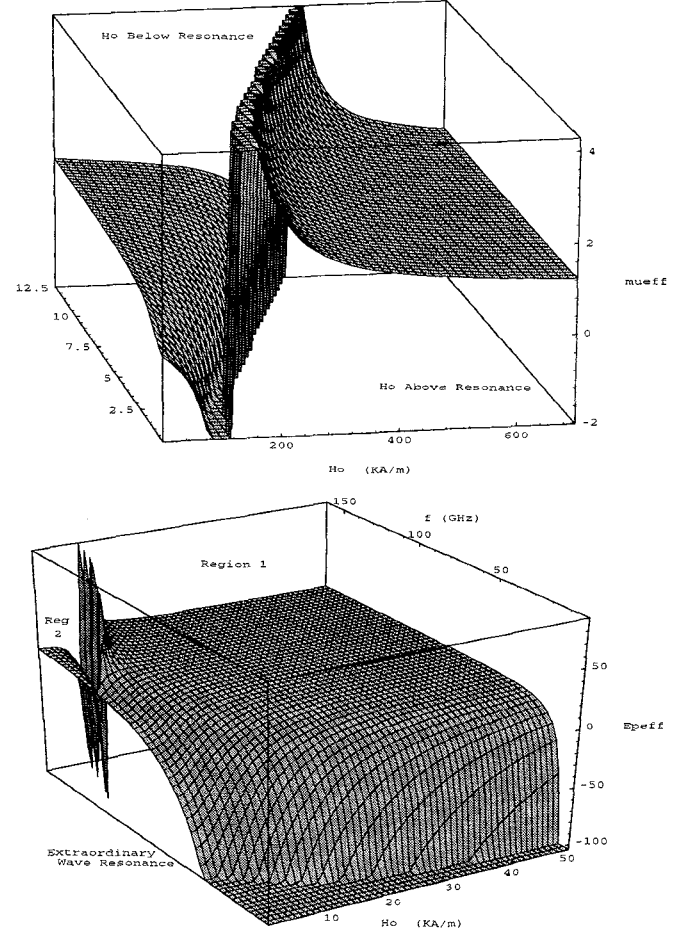 Ho Below Resonance
4
2
mueff
0
-2
12.5
10
7.5
5
2.5
Ho Above Resonance
200
400
600
Ho (KA/m)
150
f (GHz)
100
50
Region 1
Reg
2
50
0
Epeff
-50
-100
Extraordinary
Wave Resonance
10
20
30
40
50
Ho (KA/m)